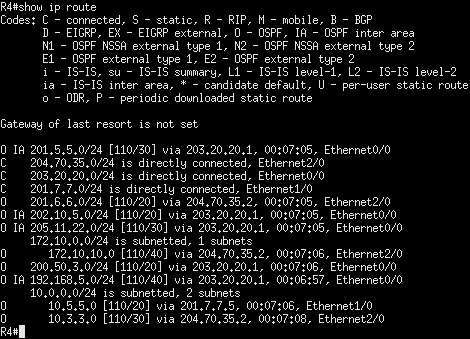 R4#show ip route
Codes: C - connected, S - static, R - RIP, M - mobile, B - BGP
D - EIGRP, EX - EIGRP external, O - OSPF, IA - OSPF inter area
N1 - OSPF NSSA external type 1, N2 - OSPF NSSA external type 2
E1 - OSPF external type 1, E2 - OSPF external type 2
i - IS-IS, su - IS-IS summary, L1 - IS-IS level-1, L2 - IS-IS level-2
ia - IS-IS inter area, * - candidate default, U - per-user static route
o - ODR, P - periodic downloaded static route
Gateway of last resort is not set
O IA 201.5.5.0/24 [110/30] via 203.20.20.1, 00:07:05, Ethernet0/0
C 204.70.35.0/24 is directly connected, Ethernet2/0
C 203.20.20.0/24 is directly connected, Ethernet0/0
C 201.7.7.0/24 is directly connected, Ethernet1/0
O 201.6.6.0/24 [110/20] via 204.70.35.2, 00:07:05, Ethernet2/0
O IA 202.10.5.0/24 [110/20] via 203.20.20.1, 00:07:05, Ethernet0/0
O IA 205.11.22.0/24 [110/30] via 203.20.20.1, 00:07:05, Ethernet0/0
172.10.0.0/24 is subnetted, 1 subnets
O 172.10.10.0 [110/40] via 204.70.35.2, 00:07:06, Ethernet2/0
O 200.50.3.0/24 [110/20] via 203.20.20.1, 00:07:06, Ethernet0/0
O IA 192.168.5.0/24 [110/40] via 203.20.20.1, 00:06:57, Ethernet0/0
10.0.0.0/24 is subnetted, 2 subnets
O 10.5.5.0 [110/20] via 201.7.7.5, 00:07:06, Ethernet1/0
O 10.3.3.0 [110/30] via 204.70.35.2, 00:07:08, Ethernet2/0
R4#